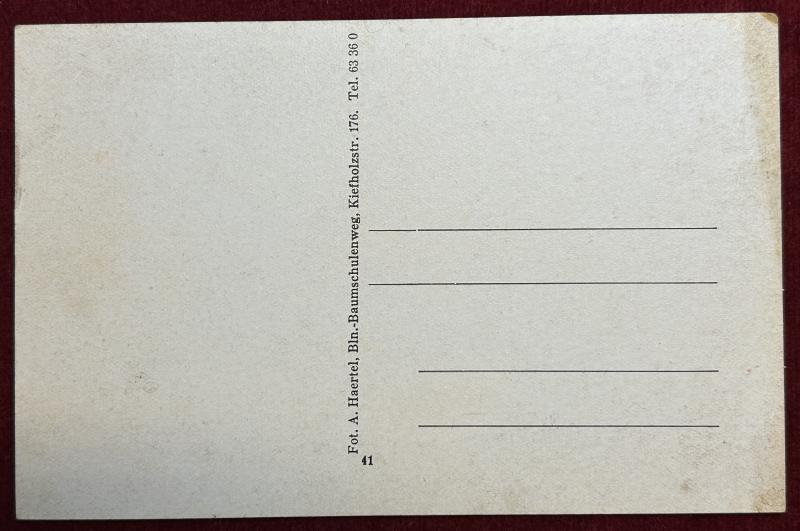 Fot. A. Haertel, Bln.-Baumschulenweg, Kiefholzstr. 176. Tel. 63 36 0
41